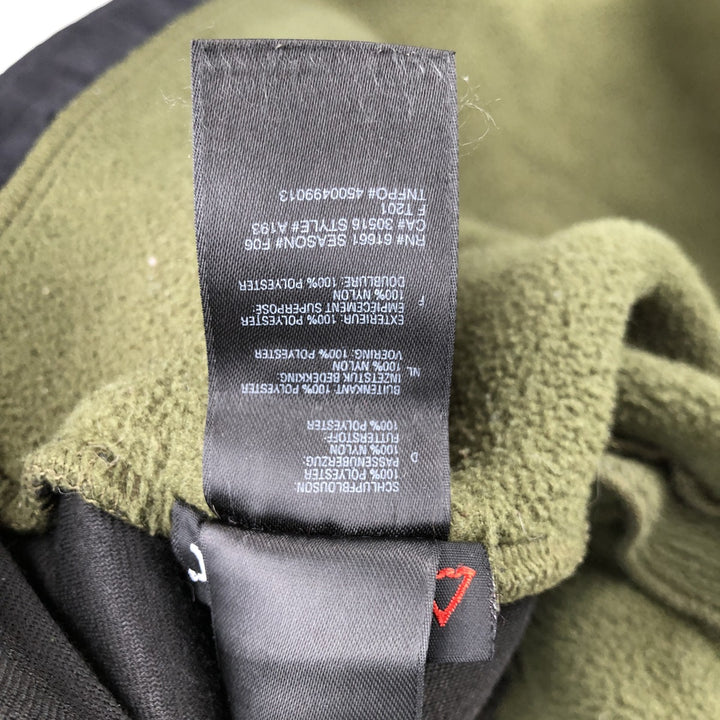 SCHLUPFBLOUSON:
100% POLYESTER
D PASSENÜBERZUG:
100% NYLON
FUTTERSTOFF:
100% POLYESTER
BUITENKANT: 100% POLYESTER
INZETSTUK BEDEKKING:
NL 100% NYLON
VOERING: 100% POLYESTER
EXTERIEUR: 100% POLYESTER
EMPIECEMENT SUPERPOSE:
F 100% NYLON
DOUBLURE: 100% POLYESTER
RN# 61661 SEASON# F06
CA# 30516 STYLE# A193
F T201
TNFPO# 4500499013